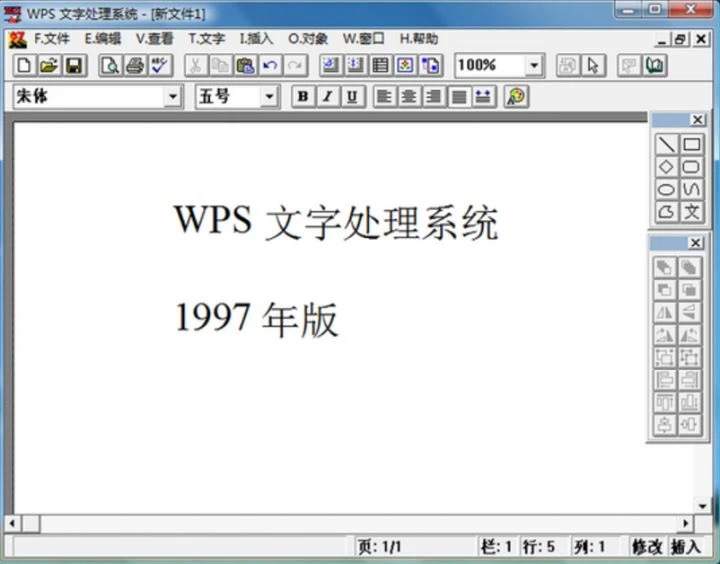 WPS 文字处理系统 - [新文件1]
F.文件 E.编辑 V.查看 T.文字 I.插入 O.对象 W.窗口 H.帮助
100%
宋体 五号 B I U
文
WPS 文字处理系统
1997 年版
页: 1/1 栏: 1 行: 5 列: 1 修改 插入